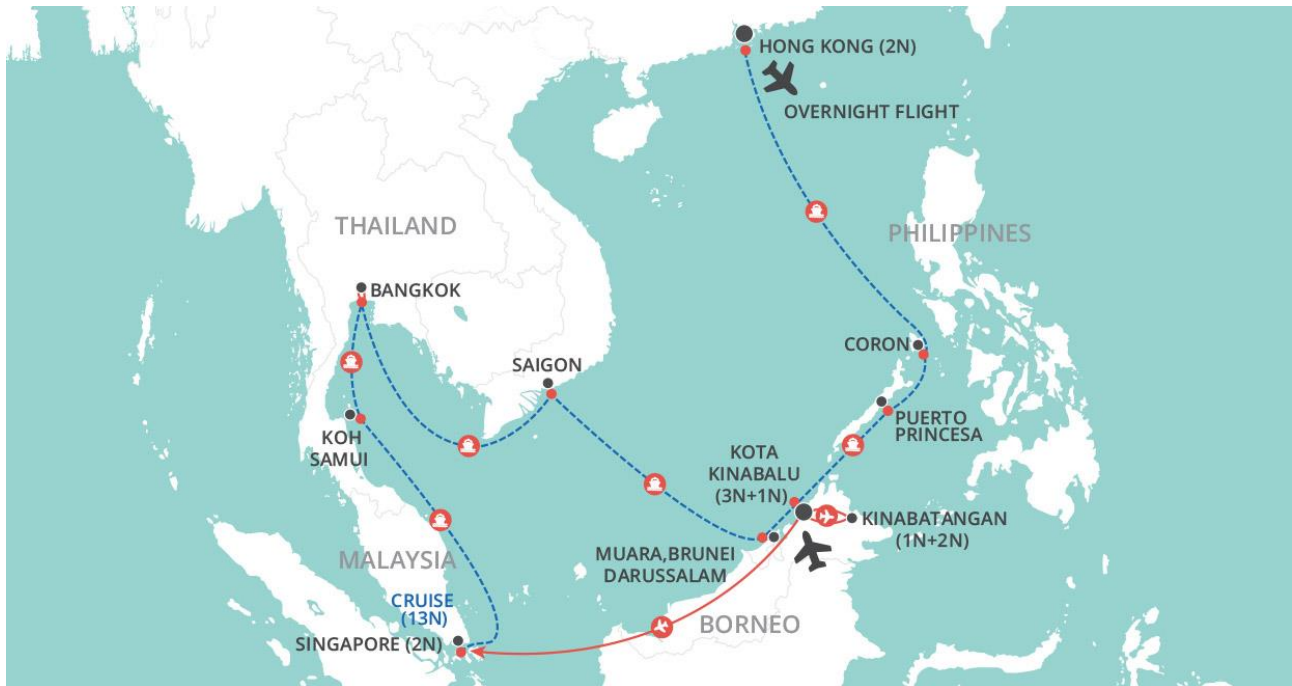 HONG KONG (2N)
OVERNIGHT FLIGHT
THAILAND
PHILIPPINES
BANGKOK
CORON
SAIGON
PUERTO
PRINCESA
KOH
SAMUI
KOTA
KINABALU
(3N+1N)
KINABATANGAN
(1N+2N)
MUARA,BRUNEI
DARUSSALAM
MALAYSIA
CRUISE
(13N)
SINGAPORE (2N)
BORNEO